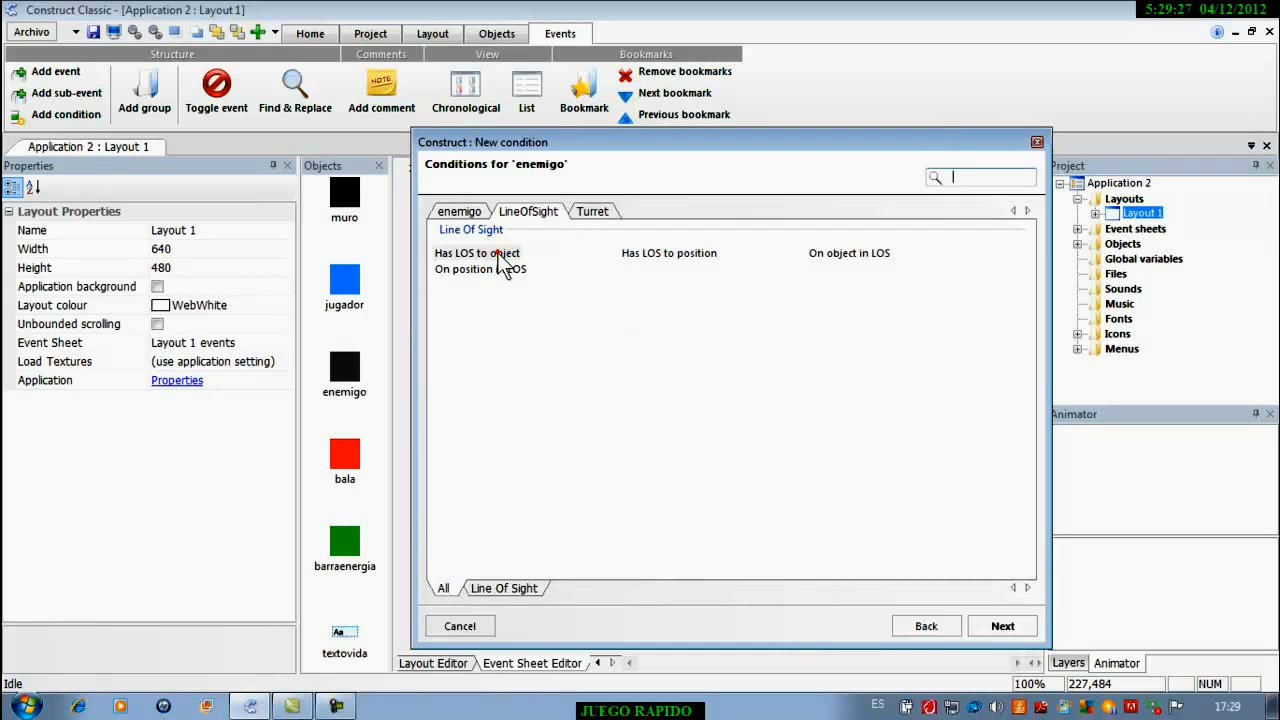 Construct Classic - [Application 2 : Layout 1]
5:29:27 04/12/2012
Archivo
Home
Project
Layout
Objects
Events
Structure
Comments
View
Bookmarks
Add event
Add sub-event
Add condition
Add group
Toggle event
Find & Replace
NOTE
Add comment
Chronological
List
Bookmark
Remove bookmarks
Next bookmark
Previous bookmark
Application 2 : Layout 1
Properties
Layout Properties
Name Layout 1
Width 640
Height 480
Application background
Layout colour WebWhite
Unbounded scrolling
Event Sheet Layout 1 events
Load Textures (use application setting)
Application Properties
Objects
muro
jugador
enemigo
bala
barraenergia
Aa
textovida
Construct : New condition
Conditions for 'enemigo'
enemigo LineOfSight Turret
Line Of Sight
Has LOS to object Has LOS to position On object in LOS
All Line Of Sight
Cancel Back Next
Project
Application 2
Layouts
Layout 1
Event sheets
Objects
Global variables
Files
Sounds
Music
Fonts
Icons
Menus
Animator
Layout Editor Event Sheet Editor
Layers Animator
Idle
100% 227,484 NUM
ES
17:29
JUEGO RAPIDO